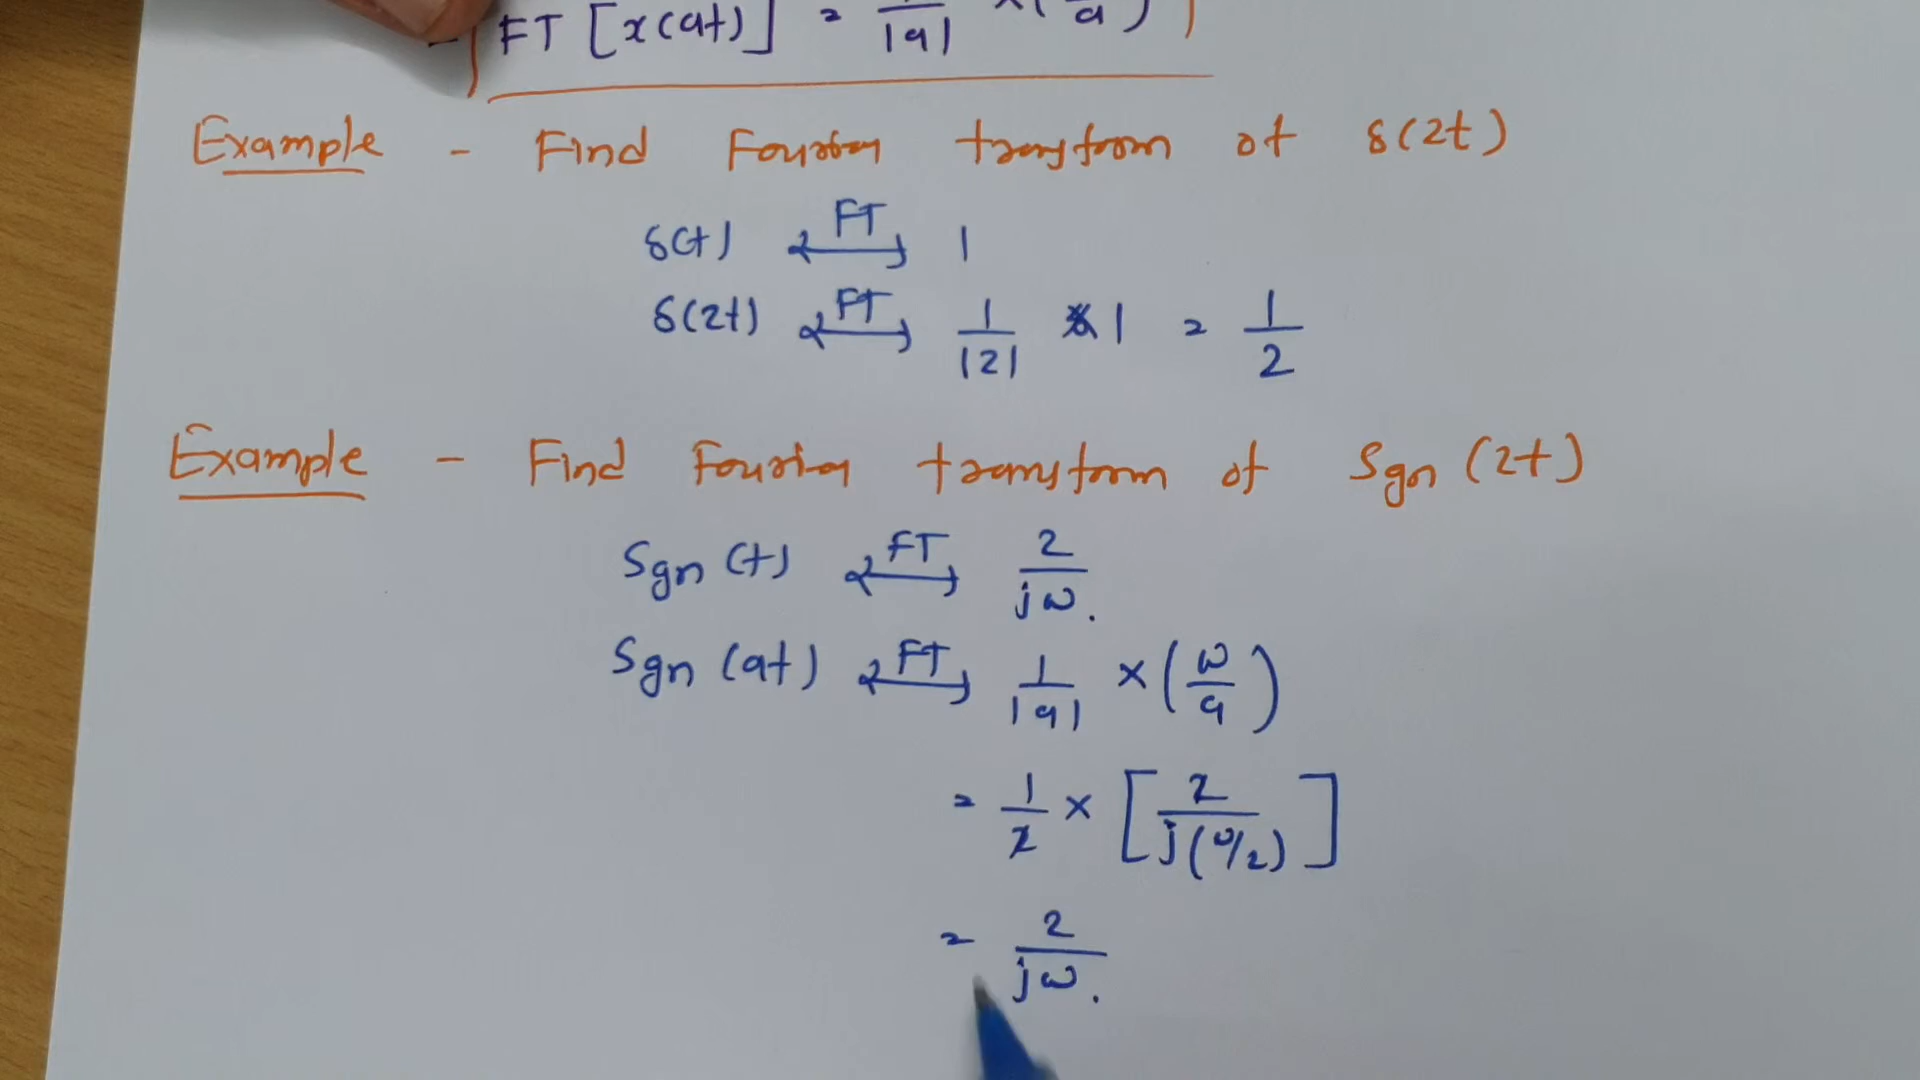 FT [x(at)] = 1/|a| X(ω/a)
Example - Find Fourier transform of δ(2t)
δ(t) ←FT→ 1
δ(2t) ←FT→ 1/|2| × 1 = 1/2
Example - Find Fourier transform of Sgn (2t)
Sgn (t) ←FT→ 2/jω.
Sgn (at) ←FT→ 1/|a| × (ω/a)
= 1/2 × [2/j(ω/2)]
= 2/jω.